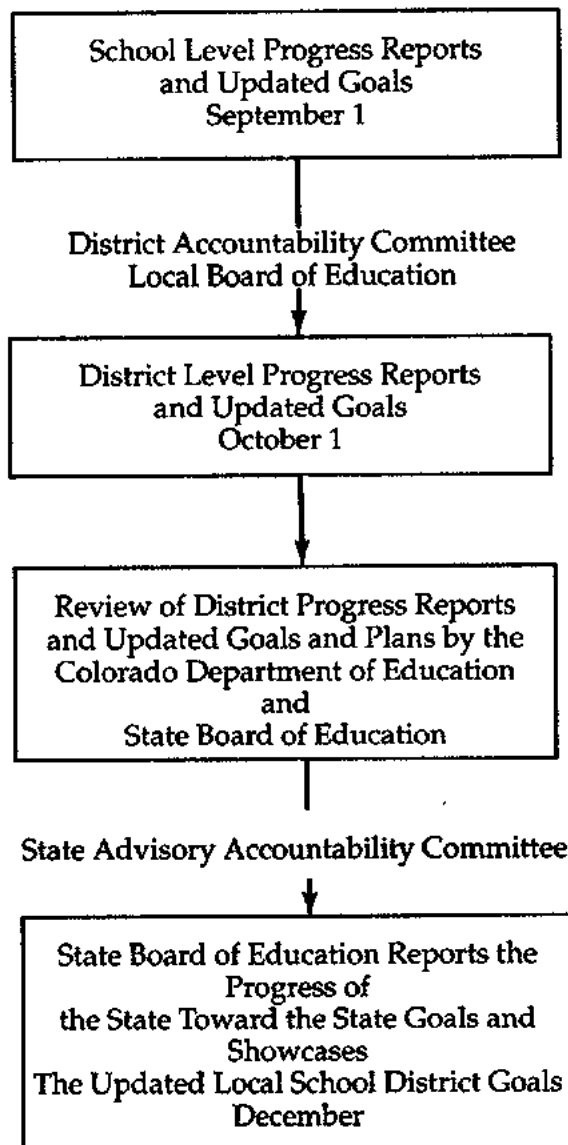 School Level Progress Reports
and Updated Goals
September 1
District Accountability Committee
Local Board of Education
District Level Progress Reports
and Updated Goals
October 1
Review of District Progress Reports
and Updated Goals and Plans by the
Colorado Department of Education
and
State Board of Education
State Advisory Accountability Committee
State Board of Education Reports the
Progress of
the State Toward the State Goals and
Showcases
The Updated Local School District Goals
December